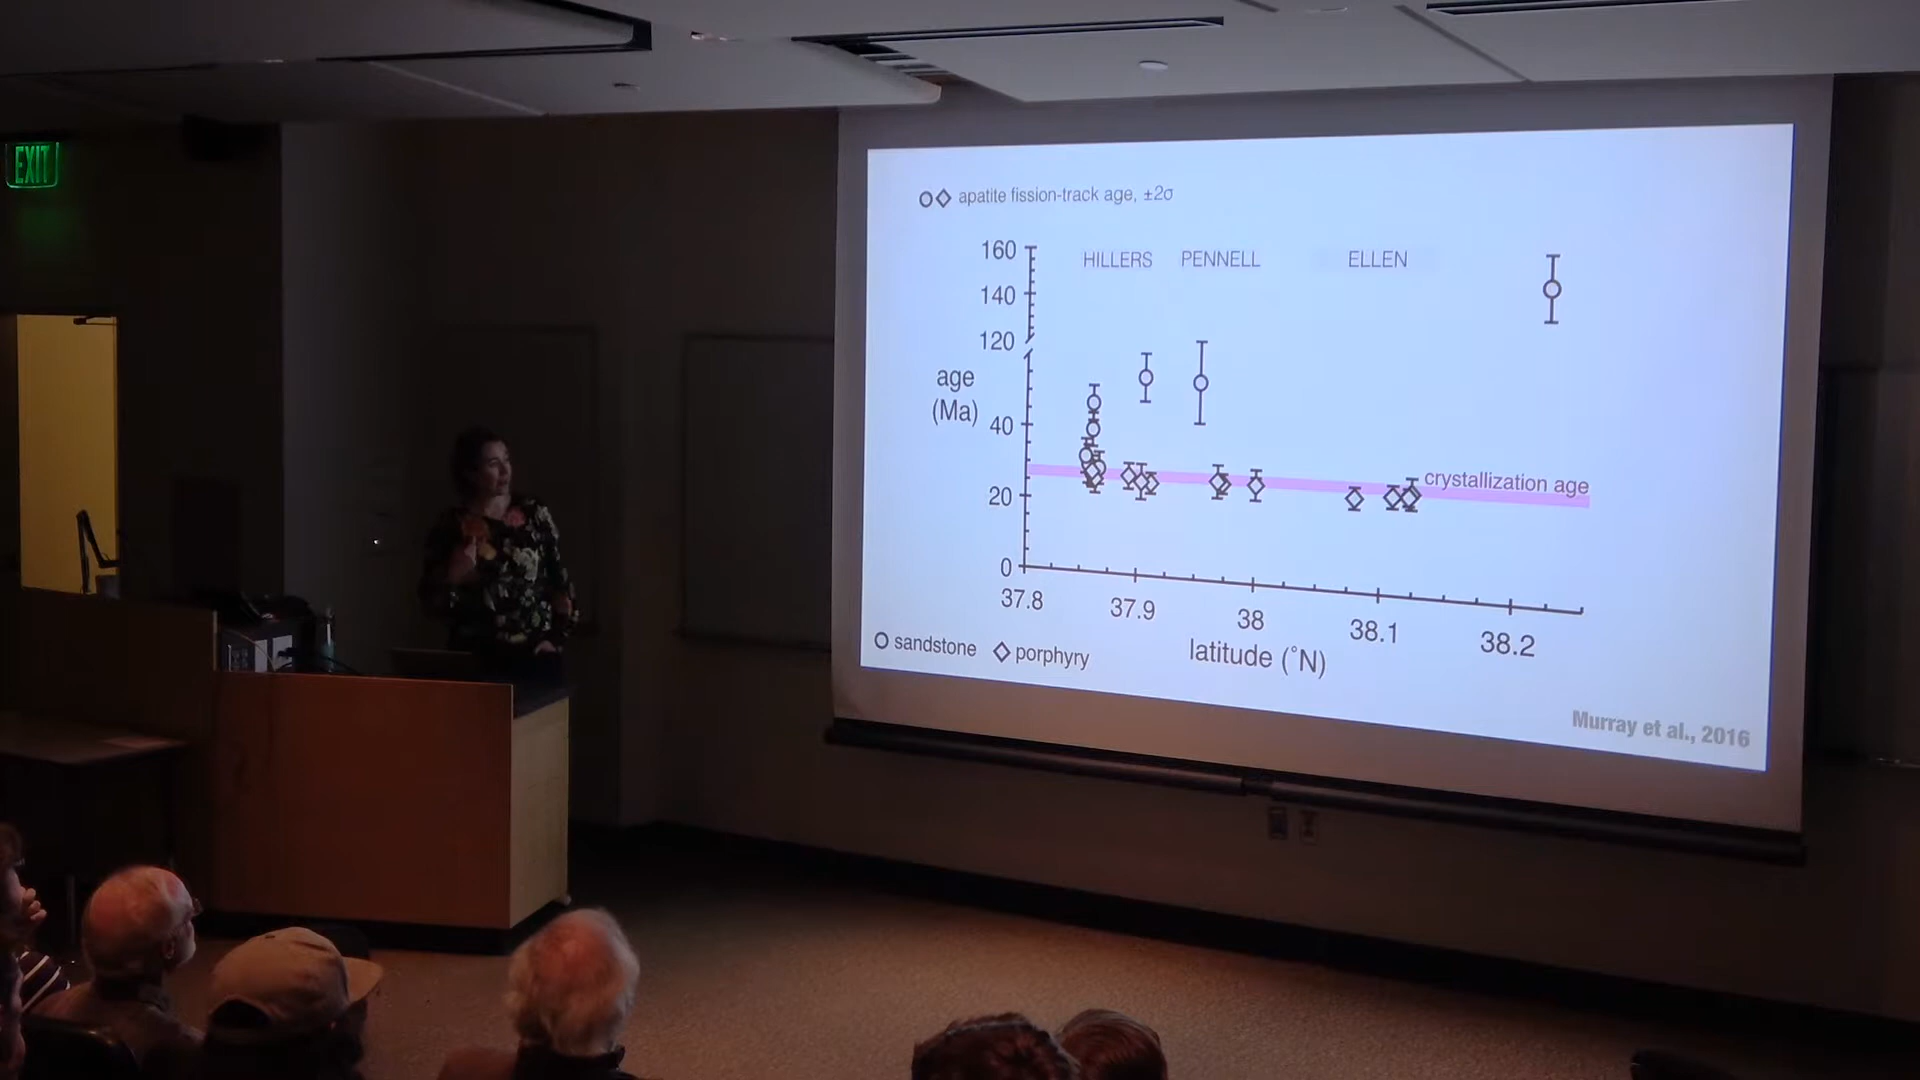 EXIT
apatite fission-track age, ±2σ
HILLERS PENNELL ELLEN
160
140
120
age
(Ma)
40
20
0
crystallization age
37.8 37.9 38 38.1 38.2
latitude (˚N)
sandstone porphyry
Murray et al., 2016